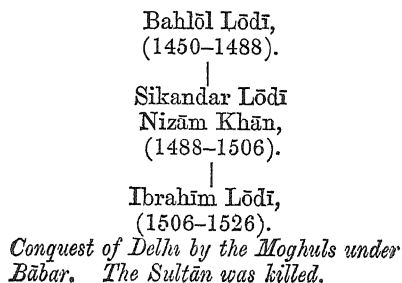 Bahlōl Lōdī,
(1450–1488).
Sikandar Lōdī
Nizām Khān,
(1488–1506).
Ibrahīm Lōdī,
(1506–1526).
Conquest of Delhi by the Moghuls under
Bābar. The Sultān was killed.